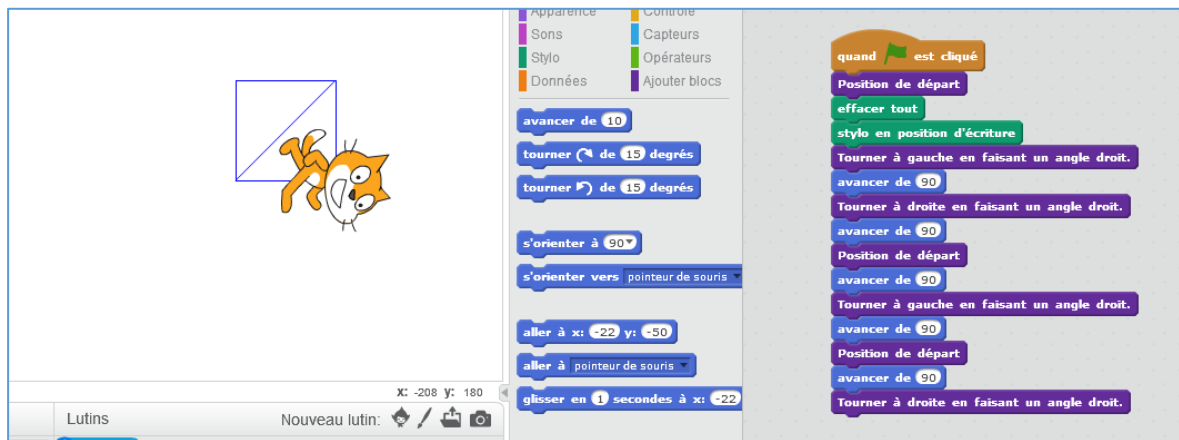 Apparence Contrôle
Sons Capteurs
Stylo Opérateurs
Données Ajouter blocs
avancer de 10
tourner de 15 degrés
tourner de 15 degrés
s'orienter à 90
s'orienter vers pointeur de souris
aller à x: -22 y: -50
aller à pointeur de souris
glisser en 1 secondes à x: -22
x: -208 y: 180
Lutins Nouveau lutin:
quand est cliqué
Position de départ
effacer tout
stylo en position d'écriture
Tourner à gauche en faisant un angle droit.
avancer de 90
Tourner à droite en faisant un angle droit.
avancer de 90
Position de départ
avancer de 90
Tourner à gauche en faisant un angle droit.
avancer de 90
Position de départ
avancer de 90
Tourner à droite en faisant un angle droit.